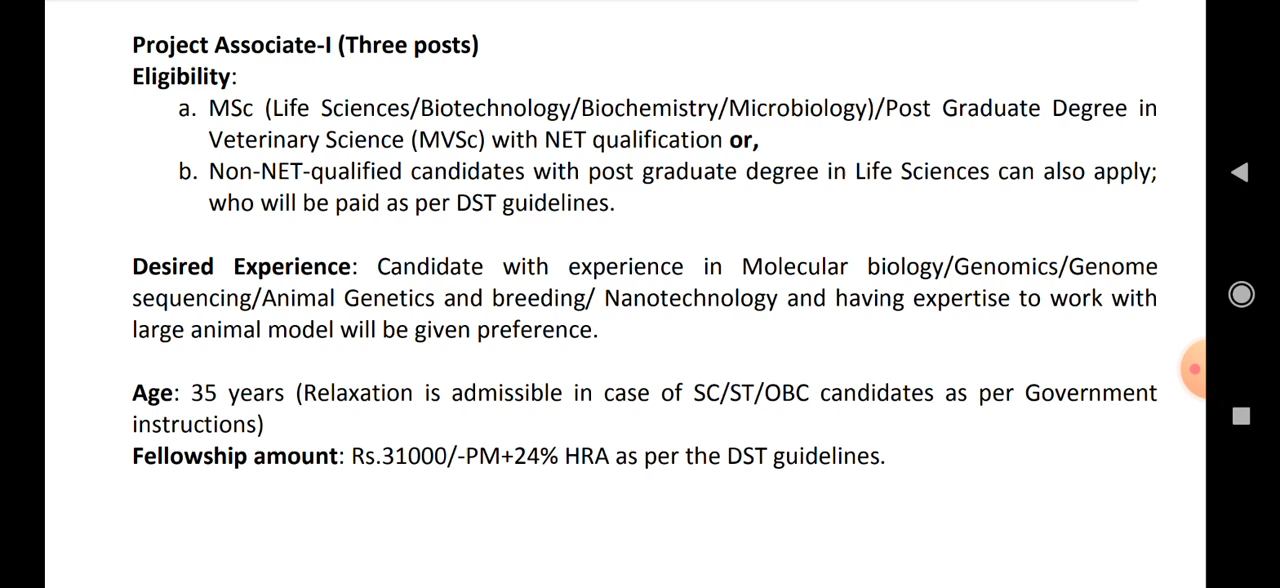 Project Associate-I (Three posts)
Eligibility:
a. MSc (Life Sciences/Biotechnology/Biochemistry/Microbiology)/Post Graduate Degree in
Veterinary Science (MVSc) with NET qualification or,
b. Non-NET-qualified candidates with post graduate degree in Life Sciences can also apply;
who will be paid as per DST guidelines.
Desired Experience: Candidate with experience in Molecular biology/Genomics/Genome
sequencing/Animal Genetics and breeding/ Nanotechnology and having expertise to work with
large animal model will be given preference.
Age: 35 years (Relaxation is admissible in case of SC/ST/OBC candidates as per Government
instructions)
Fellowship amount: Rs.31000/-PM+24% HRA as per the DST guidelines.